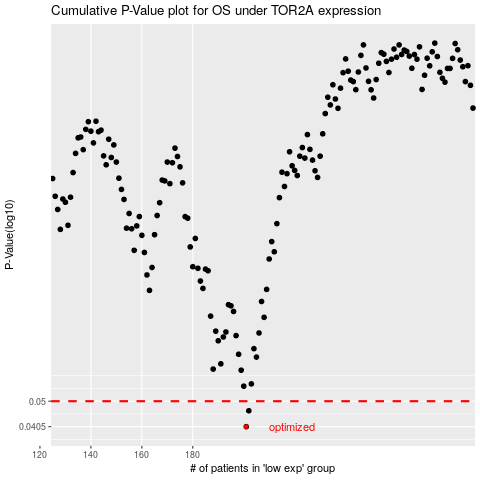 Cumulative P-Value plot for OS under TOR2A expression
P-Value(log10)
0.05
0.0405
optimized
120
140
160
180
# of patients in 'low exp' group